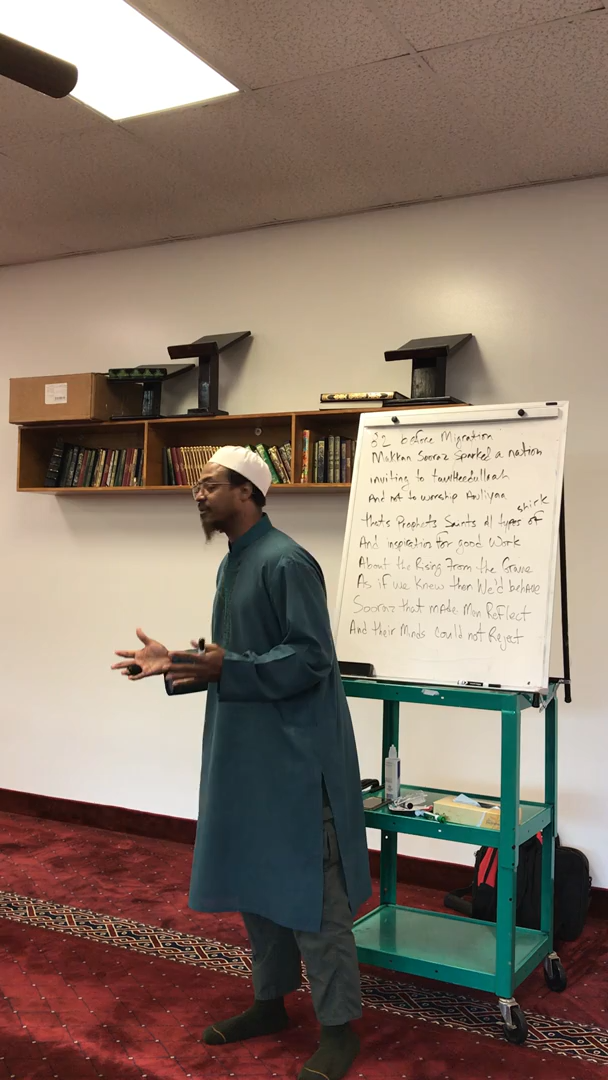 82 before Migration
Makkan Sooraz Sparked a nation
inviting to tawheedullaah
And not to worship Auliyaa
shirk
thats Prophets Saints all types of
And inspiration For good Work
About the Rising From the Grave
As if we Knew then We'd behave
Sooraz that made Men Reflect
And their Minds could not Reject